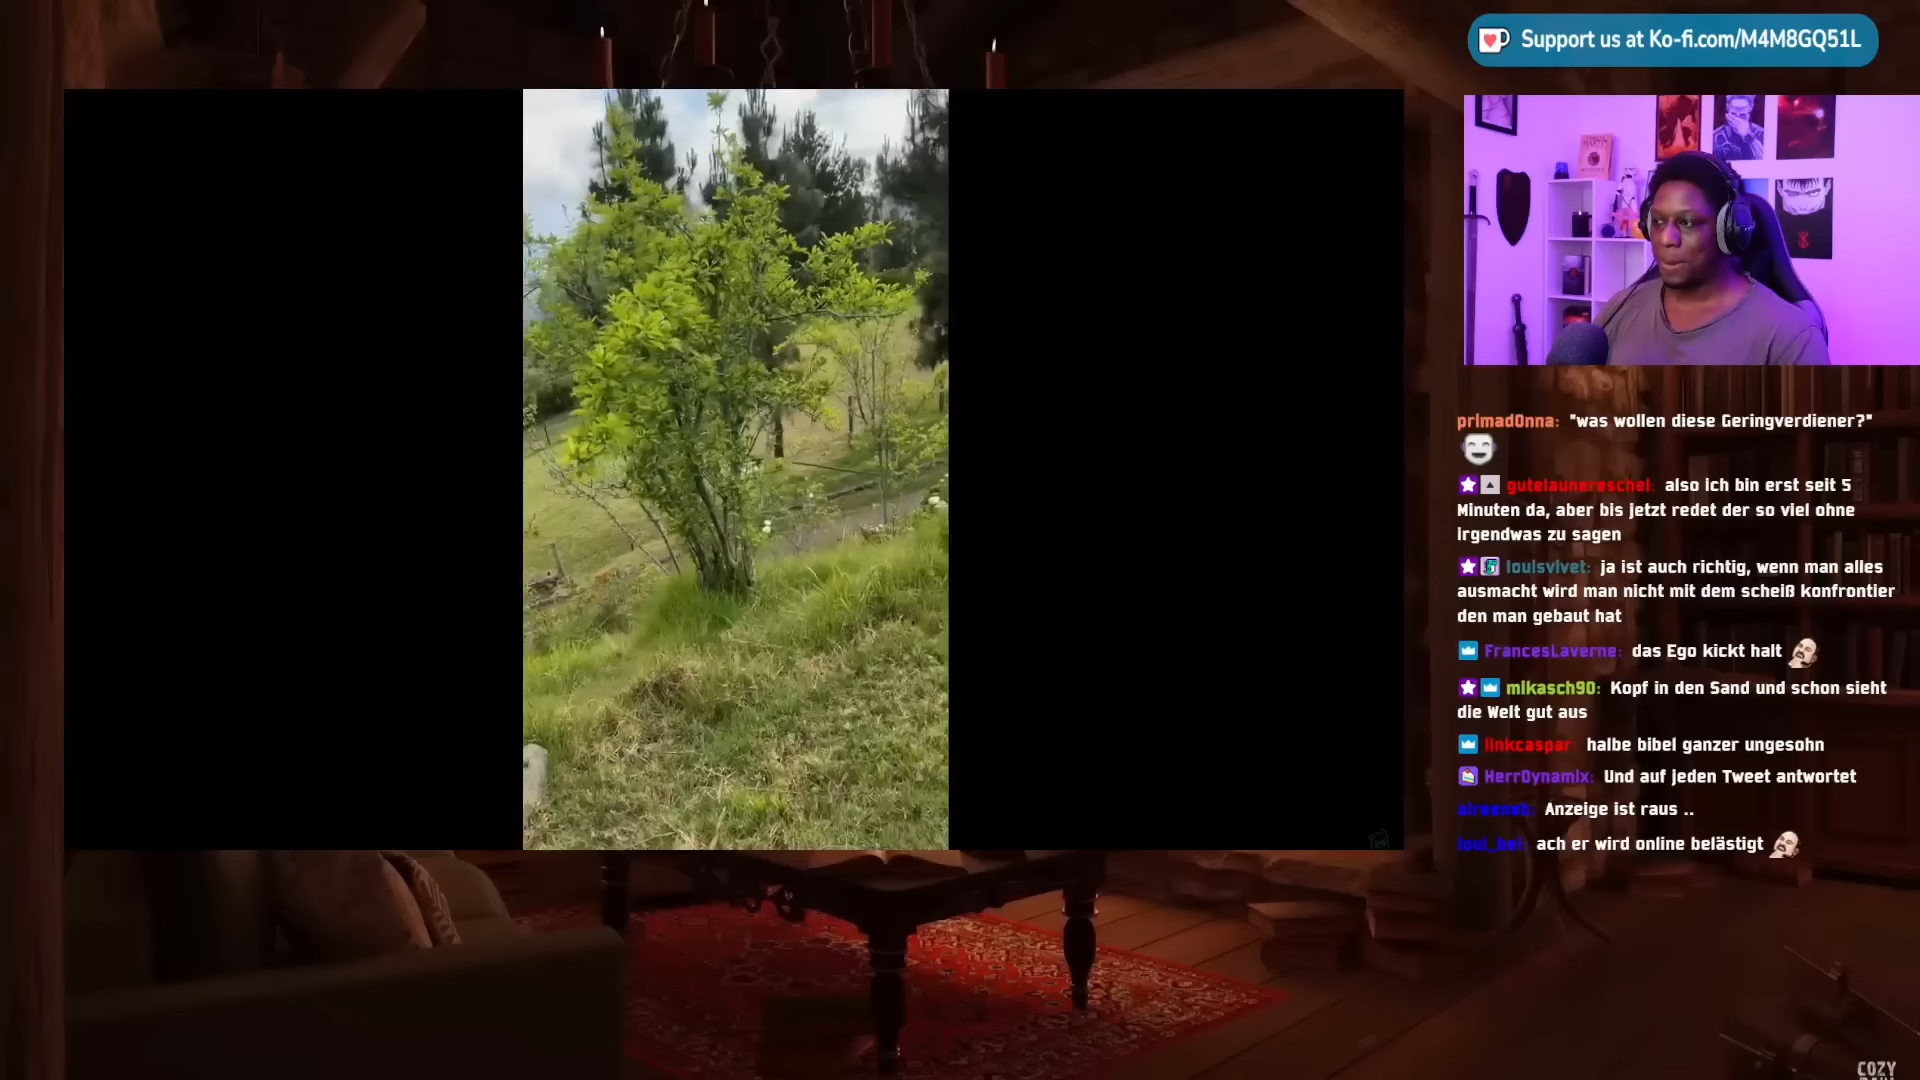 Support us at Ko-fi.com/M4M8GQ51L
pr1mad0nna: "was wollen diese Geringverdiener?"
gutelaunereschel: also ich bin erst seit 5
Minuten da, aber bis jetzt redet der so viel ohne
irgendwas zu sagen
louisvivet: ja ist auch richtig, wenn man alles
ausmacht wird man nicht mit dem scheiß konfrontier
den man gebaut hat
FrancesLaverne: das Ego kickt halt
mikasch90: Kopf in den Sand und schon sieht
die Welt gut aus
linkcaspar: halbe bibel ganzer ungesohn
HerrDynamix: Und auf jeden Tweet antwortet
Anzeige ist raus ..
loui_bel: ach er wird online belästigt
COZY